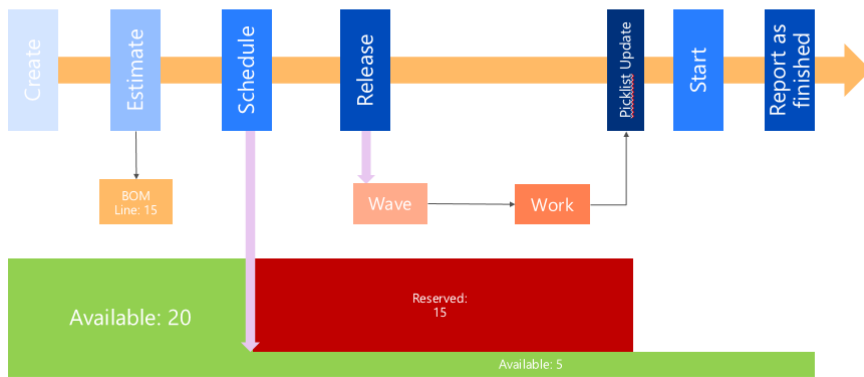 Create
Estimate
Schedule
Release
Picklist Update
Start
Report as
finished
BOM
Line: 15
Wave
Work
Available: 20
Reserved:
15
Available: 5